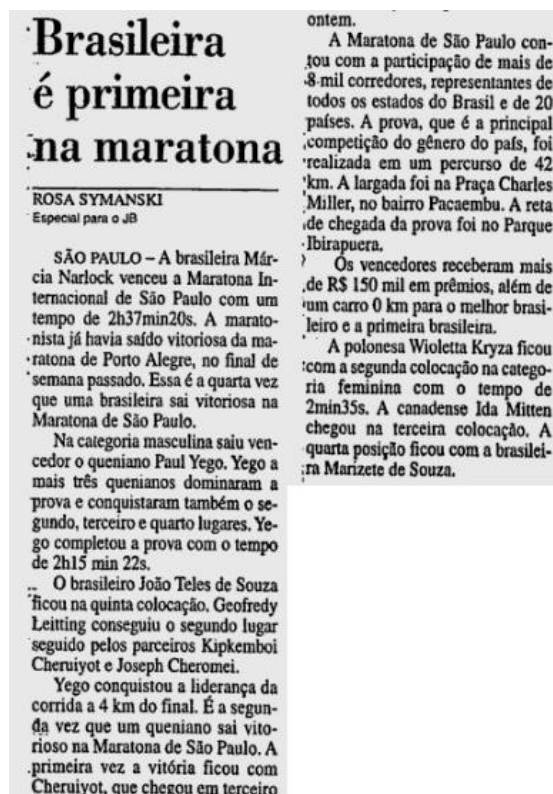 Brasileira
é primeira
na maratona
ROSA SYMANSKI
Especial para o JB
SÃO PAULO – A brasileira Már-
cia Narlock venceu a Maratona In-
ternacional de São Paulo com um
tempo de 2h37min20s. A marato-
nista já havia saído vitoriosa da ma-
ratona de Porto Alegre, no final de
semana passado. Essa é a quarta vez
que uma brasileira sai vitoriosa na
Maratona de São Paulo.
Na categoria masculina saiu ven-
cedor o queniano Paul Yego. Yego a
mais três quenianos dominaram a
prova e conquistaram também o se-
gundo, terceiro e quarto lugares. Ye-
go completou a prova com o tempo
de 2h15 min 22s.
O brasileiro João Teles de Souza
ficou na quinta colocação. Geofredy
Leitting conseguiu o segundo lugar
seguido pelos parceiros Kipkemboi
Cheruiyot e Joseph Cheromei.
Yego conquistou a liderança da
corrida a 4 km do final. É a segun-
da vez que um queniano sai vito-
rioso na Maratona de São Paulo. A
primeira vez a vitória ficou com
Cheruiyot, que chegou em terceiro
ontem.
A Maratona de São Paulo con-
tou com a participação de mais de
8 mil corredores, representantes de
todos os estados do Brasil e de 20
países. A prova, que é a principal
competição do gênero do país, foi
realizada em um percurso de 42
km. A largada foi na Praça Charles
Miller, no bairro Pacaembu. A reta
de chegada da prova foi no Parque
Ibirapuera.
Os vencedores receberam mais
de R$ 150 mil em prêmios, além de
um carro 0 km para o melhor brasi-
leiro e a primeira brasileira.
A polonesa Wioletta Kryza ficou
com a segunda colocação na catego-
ria feminina com o tempo de
2min35s. A canadense Ida Mitten
chegou na terceira colocação. A
quarta posição ficou com a brasilei-
ra Marizete de Souza.